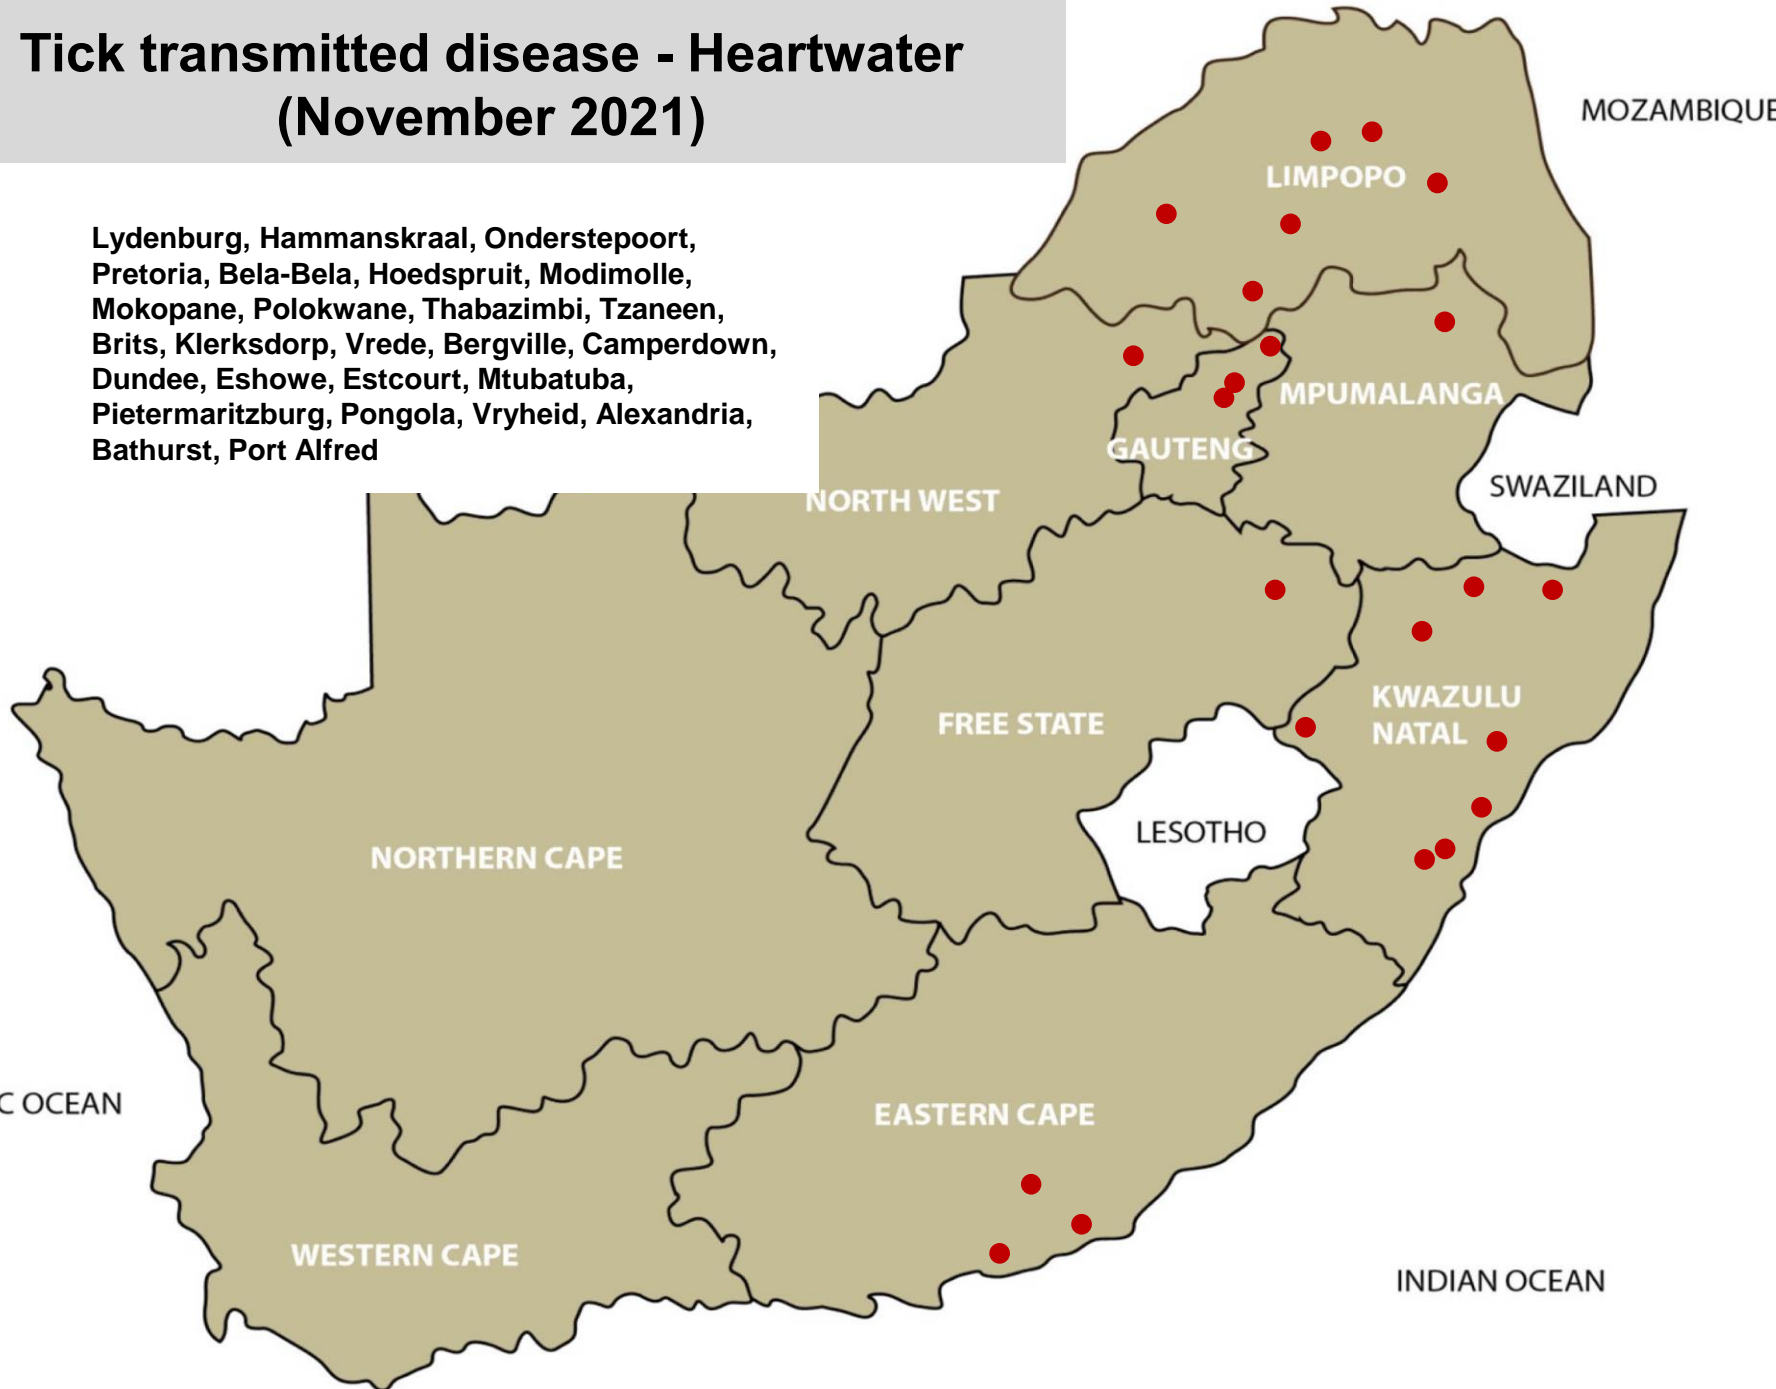 Tick transmitted disease - Heartwater
(November 2021)
MOZAMBIQUE
LIMPOPO
Lydenburg, Hammanskraal, Onderstepoort,
Pretoria, Bela-Bela, Hoedspruit, Modimolle,
Mokopane, Polokwane, Thabazimbi, Tzaneen,
Brits, Klerksdorp, Vrede, Bergville, Camperdown,
Dundee, Eshowe, Estcourt, Mtubatuba,
Pietermaritzburg, Pongola, Vryheid, Alexandria,
Bathurst, Port Alfred
MPUMALANGA
GAUTENG
SWAZILAND
NORTH WEST
KWAZULU
NATAL
FREE STATE
LESOTHO
NORTHERN CAPE
C OCEAN
EASTERN CAPE
WESTERN CAPE
INDIAN OCEAN